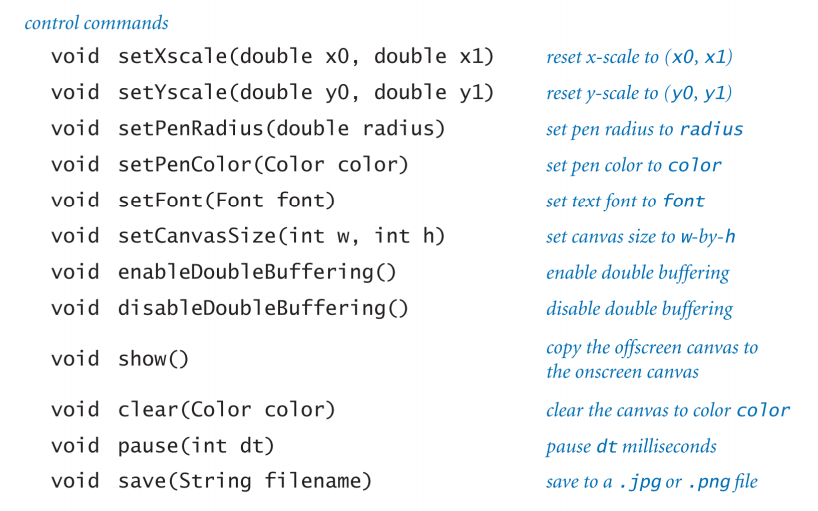 control commands
void setXscale(double x0, double x1) reset x-scale to (x0, x1)
void setYscale(double y0, double y1) reset y-scale to (y0, y1)
void setPenRadius(double radius) set pen radius to radius
void setPenColor(Color color) set pen color to color
void setFont(Font font) set text font to font
void setCanvasSize(int w, int h) set canvas size to w-by-h
void enableDoubleBuffering() enable double buffering
void disableDoubleBuffering() disable double buffering
void show() copy the offscreen canvas to
the onscreen canvas
void clear(Color color) clear the canvas to color color
void pause(int dt) pause dt milliseconds
void save(String filename) save to a .jpg or .png file